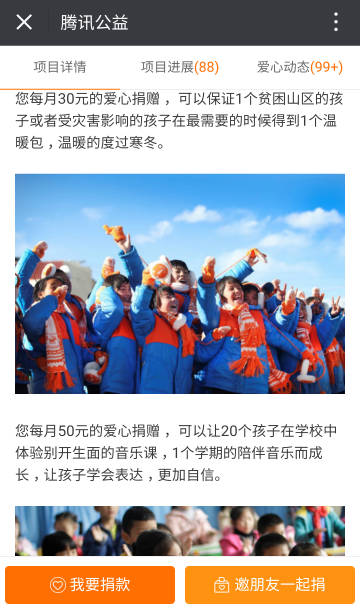 腾讯公益
项目详情 项目进展(88) 爱心动态(99+)
您每月30元的爱心捐赠，可以保证1个贫困山区的孩
子或者受灾害影响的孩子在最需要的时候得到1个温
暖包，温暖的度过寒冬。
您每月50元的爱心捐赠，可以让20个孩子在学校中
体验别开生面的音乐课，1个学期的陪伴音乐而成
长，让孩子学会表达，更加自信。
我要捐款 邀朋友一起捐